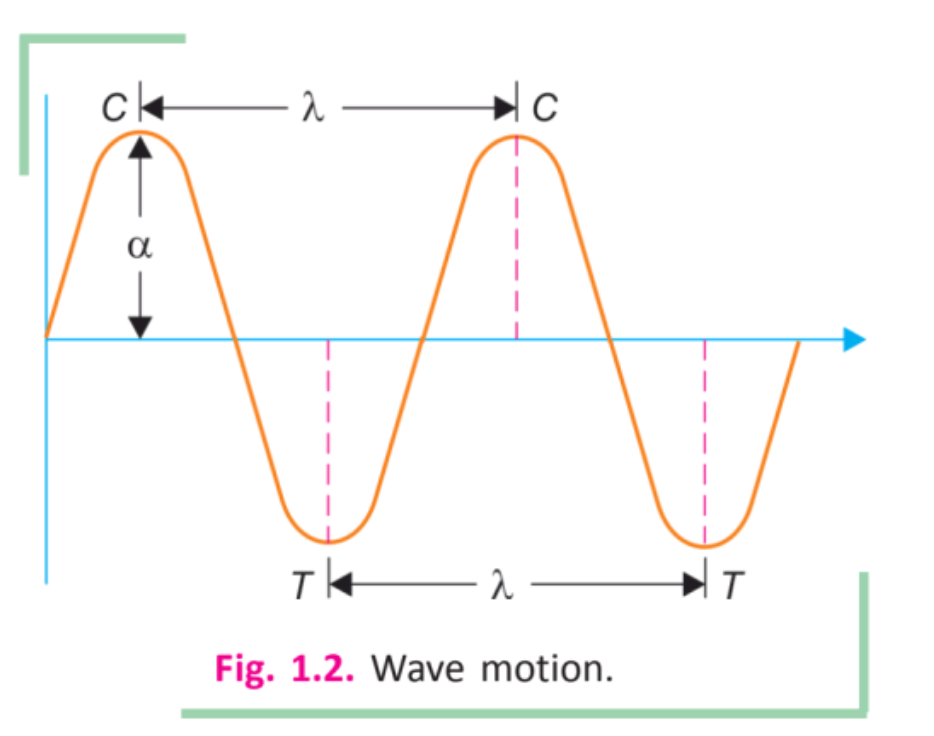 C λ C
α
T λ T
Fig. 1.2. Wave motion.